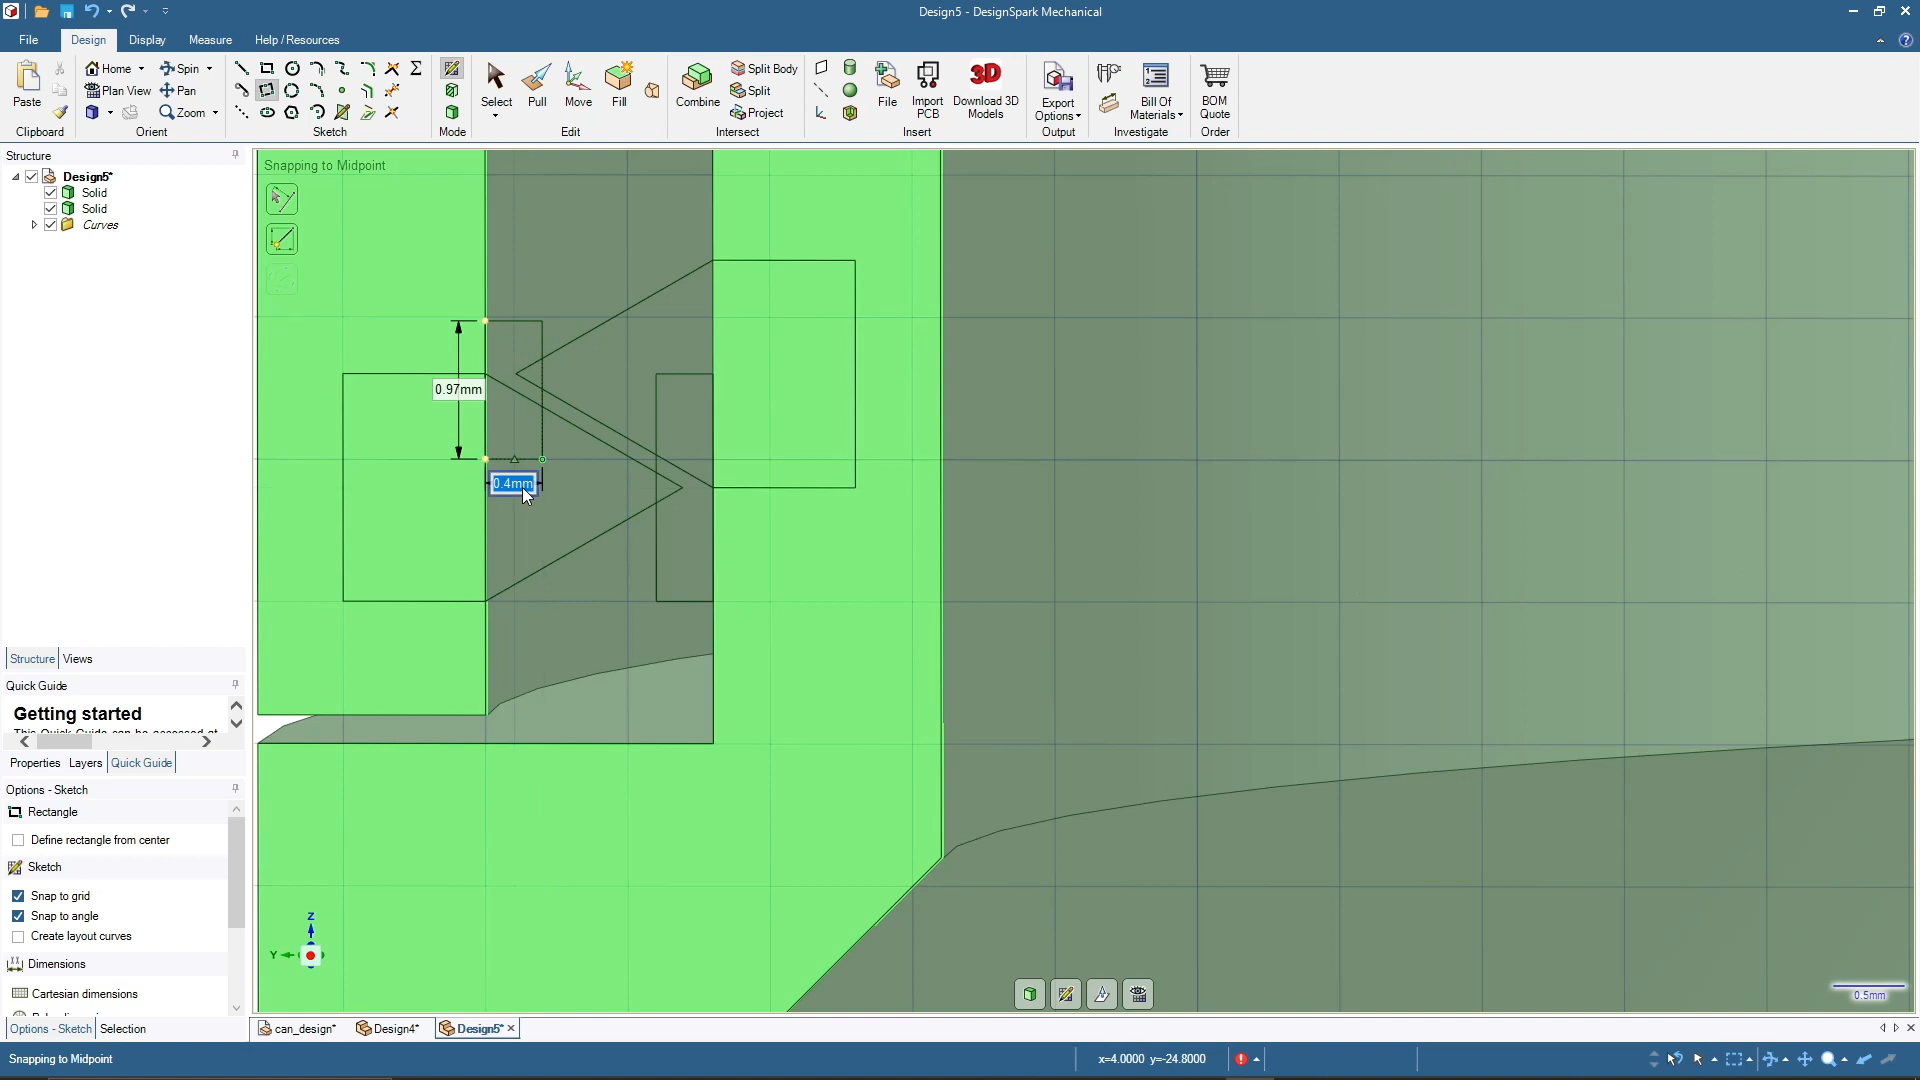 Design5 - DesignSpark Mechanical
File Design Display Measure Help / Resources
Paste
Clipboard
Home Spin
Plan View Pan
Zoom
Orient
Sketch
Mode
Select Pull Move Fill
Edit
Combine
Split Body
Split
Project
Intersect
File
Import PCB
3D
Download 3D Models
Insert
Export Options
Output
Bill Of Materials
Investigate
BOM Quote
Order
Structure
Design5*
Solid
Solid
Curves
Structure Views
Quick Guide
Getting started
Properties Layers Quick Guide
Options - Sketch
Rectangle
Define rectangle from center
Sketch
Snap to grid
Snap to angle
Create layout curves
Dimensions
Cartesian dimensions
Options - Sketch Selection
Snapping to Midpoint
0.97mm
0.4mm
Z
Y
0.5mm
can_design* Design4* Design5*
Snapping to Midpoint
x=4.0000 y=-24.8000